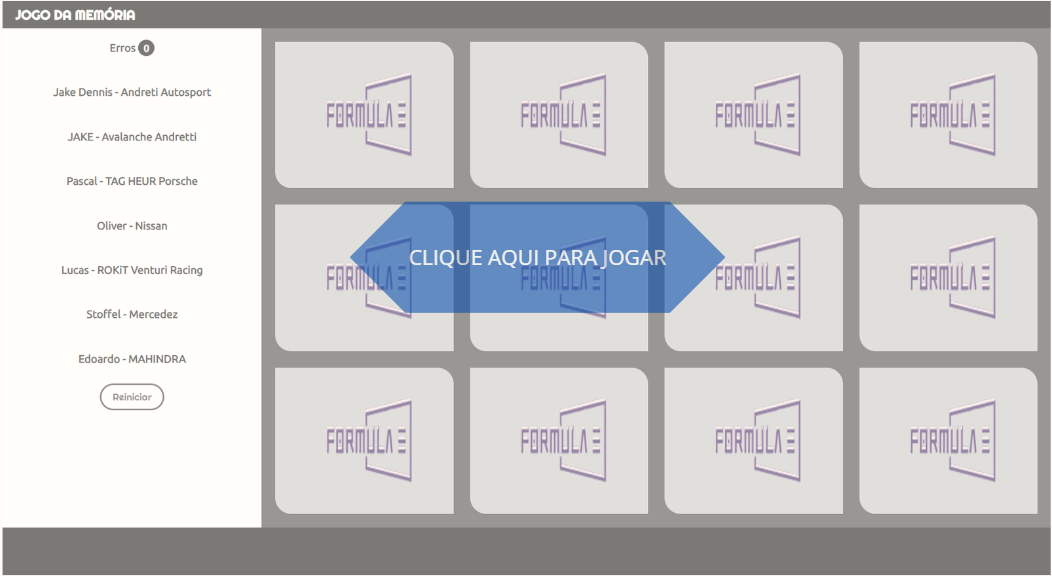 JOGO DA MEMÓRIA
Erros 0
Jake Dennis - Andreti Autosport
JAKE - Avalanche Andretti
Pascal - TAG HEUR Porsche
Oliver - Nissan
Lucas - ROKiT Venturi Racing
Stoffel - Mercedez
Edoardo - MAHINDRA
Reiniciar
FORMULA E
FORMULA E
FORMULA E
FORMULA E
CLIQUE AQUI PARA JOGAR
FORMULA E
FORMULA E
FORMULA E
FORMULA E
FORMULA E
FORMULA E
FORMULA E
FORMULA E